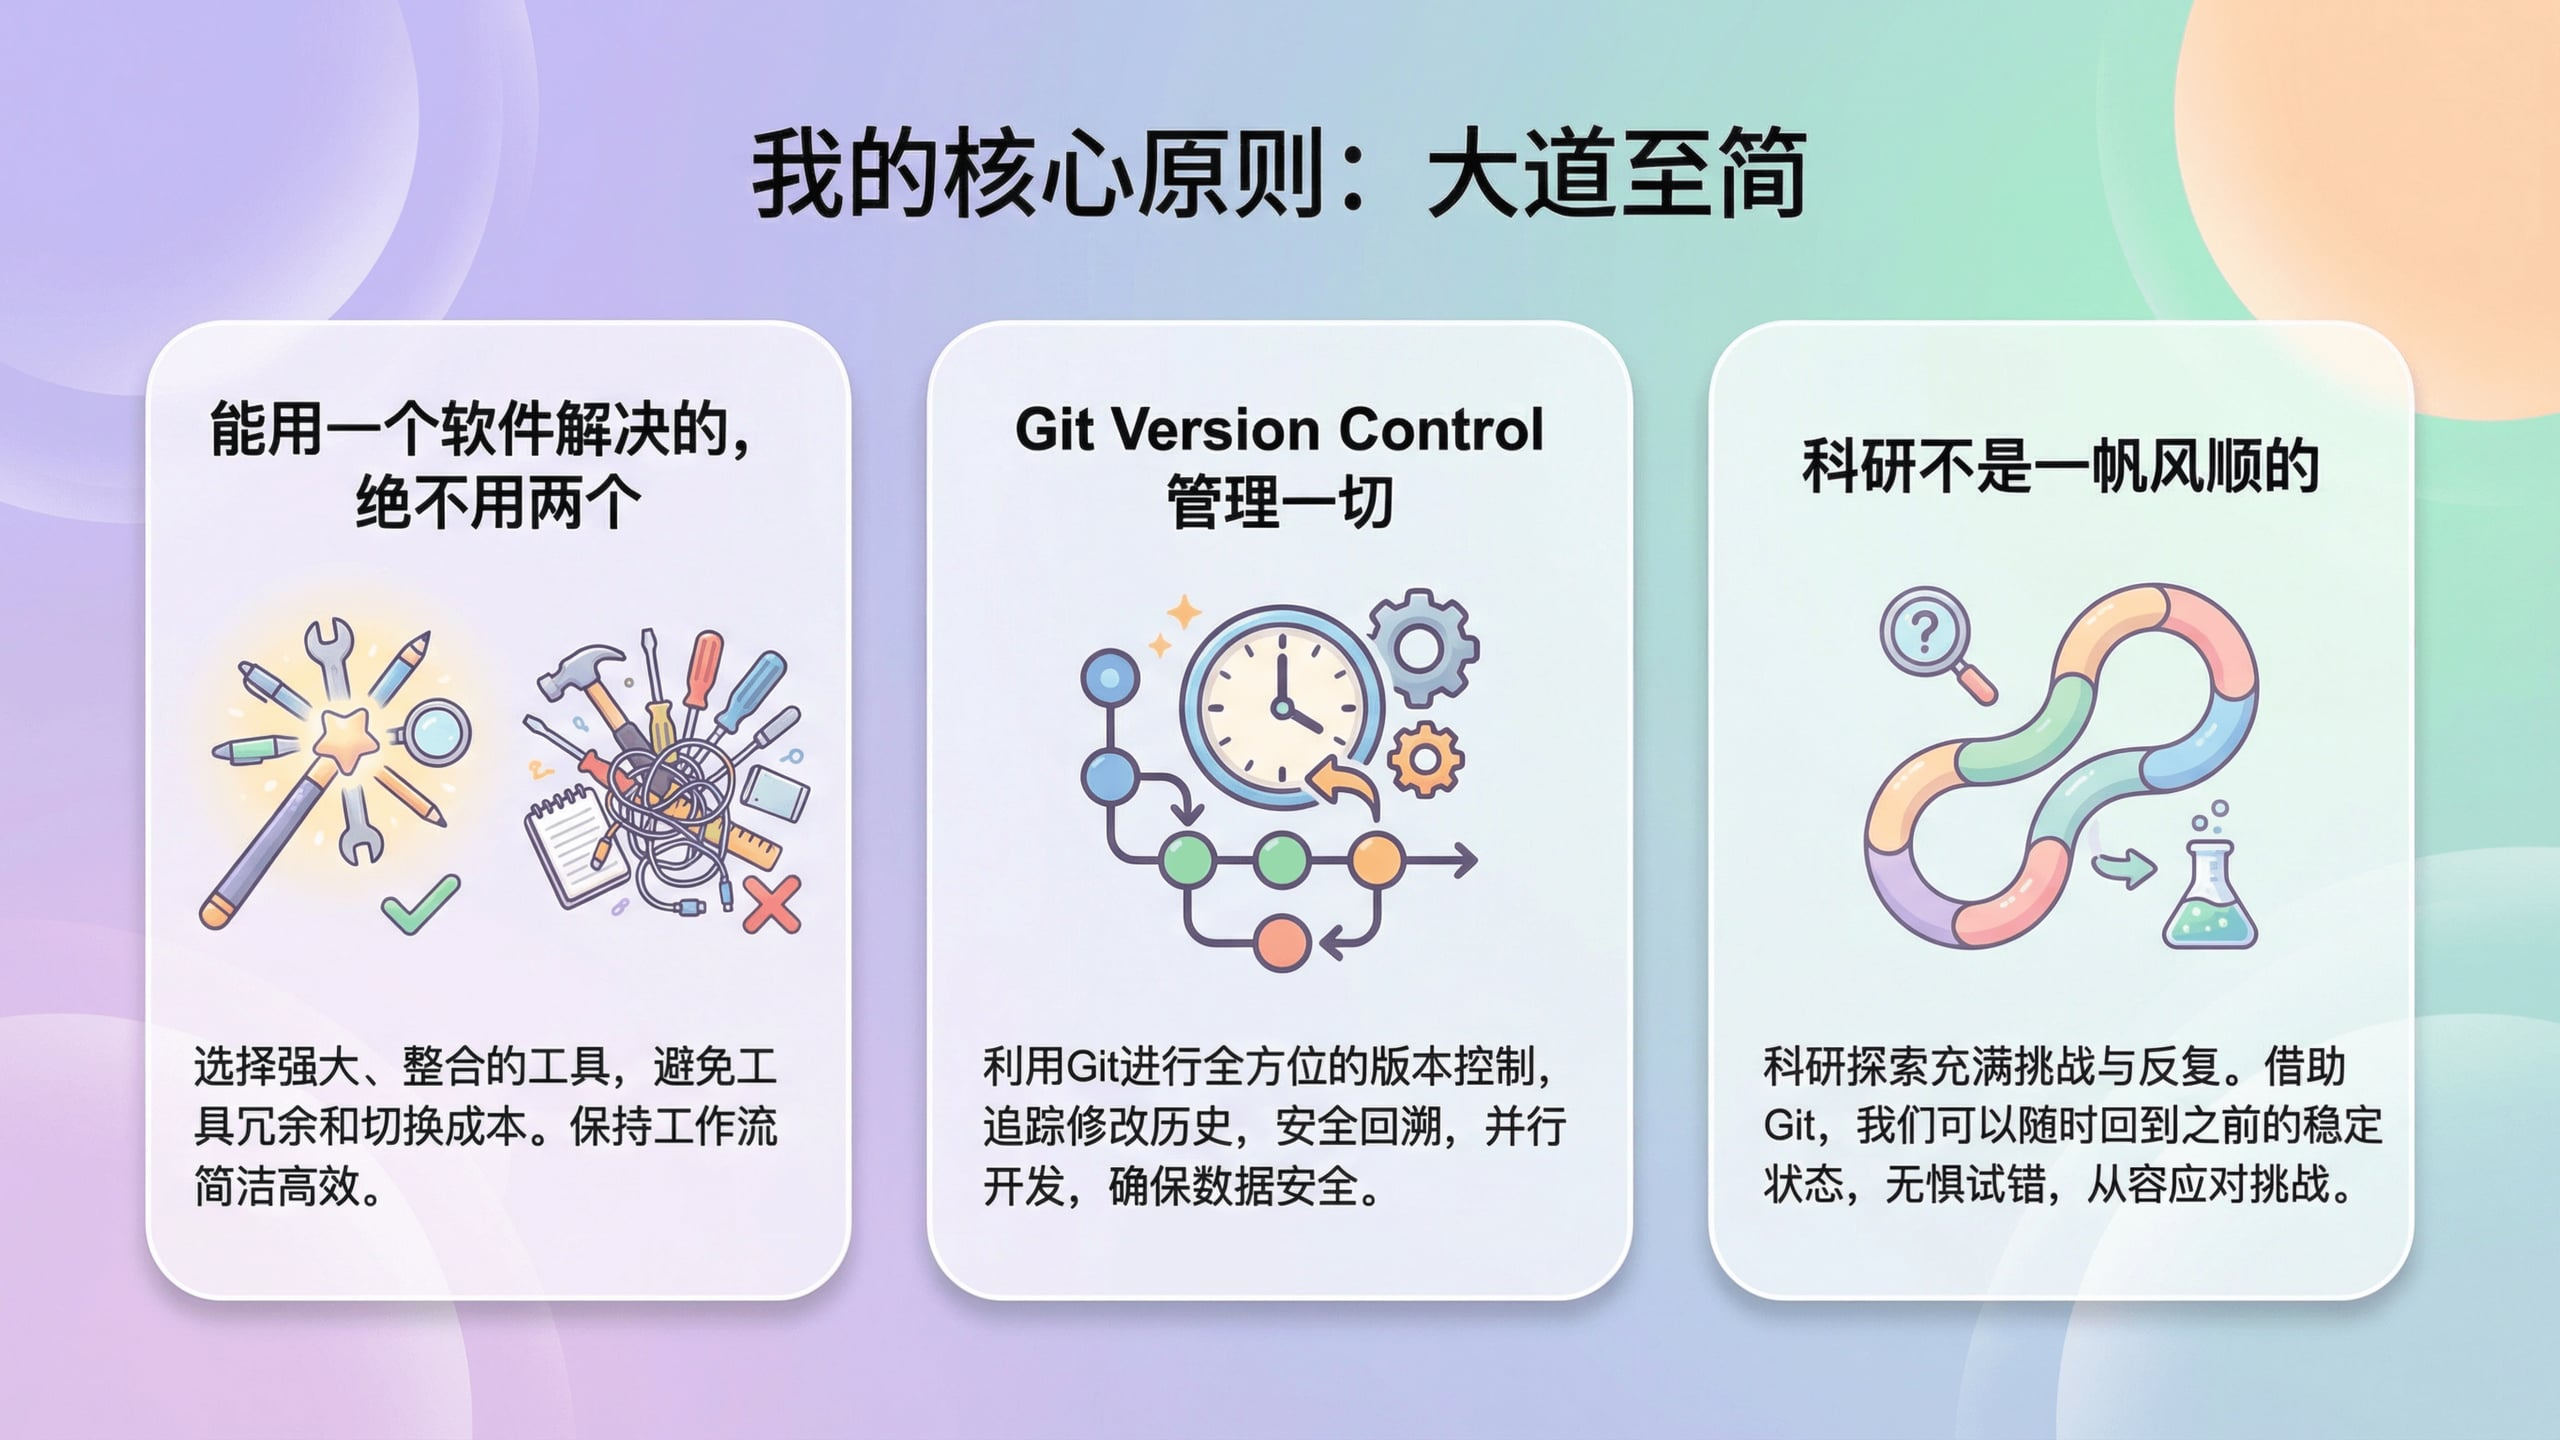 我的核心原则：大道至简
能用一个软件解决的，
绝不用两个
选择强大、整合的工具，避免工
具冗余和切换成本。保持工作流
简洁高效。
Git Version Control
管理一切
利用Git进行全方位的版本控制，
追踪修改历史，安全回溯，并行
开发，确保数据安全。
科研不是一帆风顺的
?
科研探索充满挑战与反复。借助
Git，我们可以随时回到之前的稳定
状态，无惧试错，从容应对挑战。